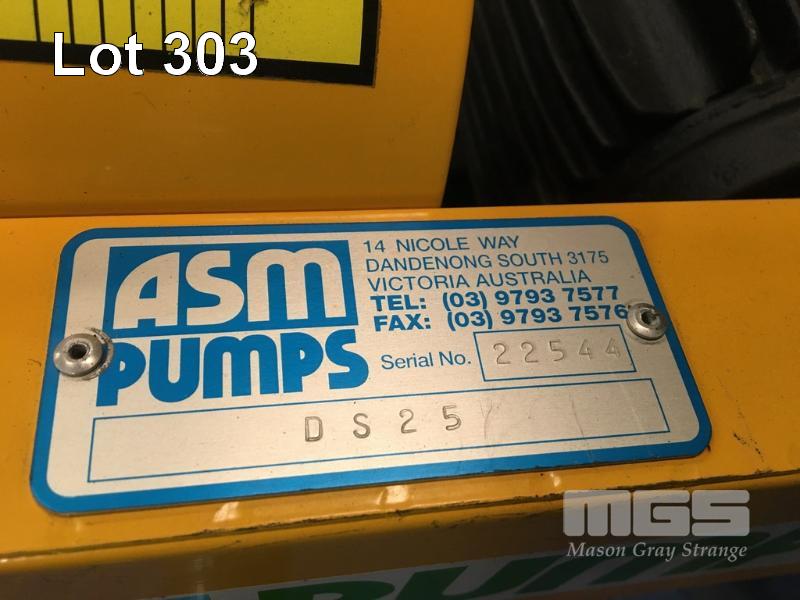 Lot 303
ASM
PUMPS
14 NICOLE WAY
DANDENONG SOUTH 3175
VICTORIA AUSTRALIA
TEL: (03) 9793 7577
FAX: (03) 9793 7576
Serial No. 22544
DS25
MGS
Mason Gray Strange